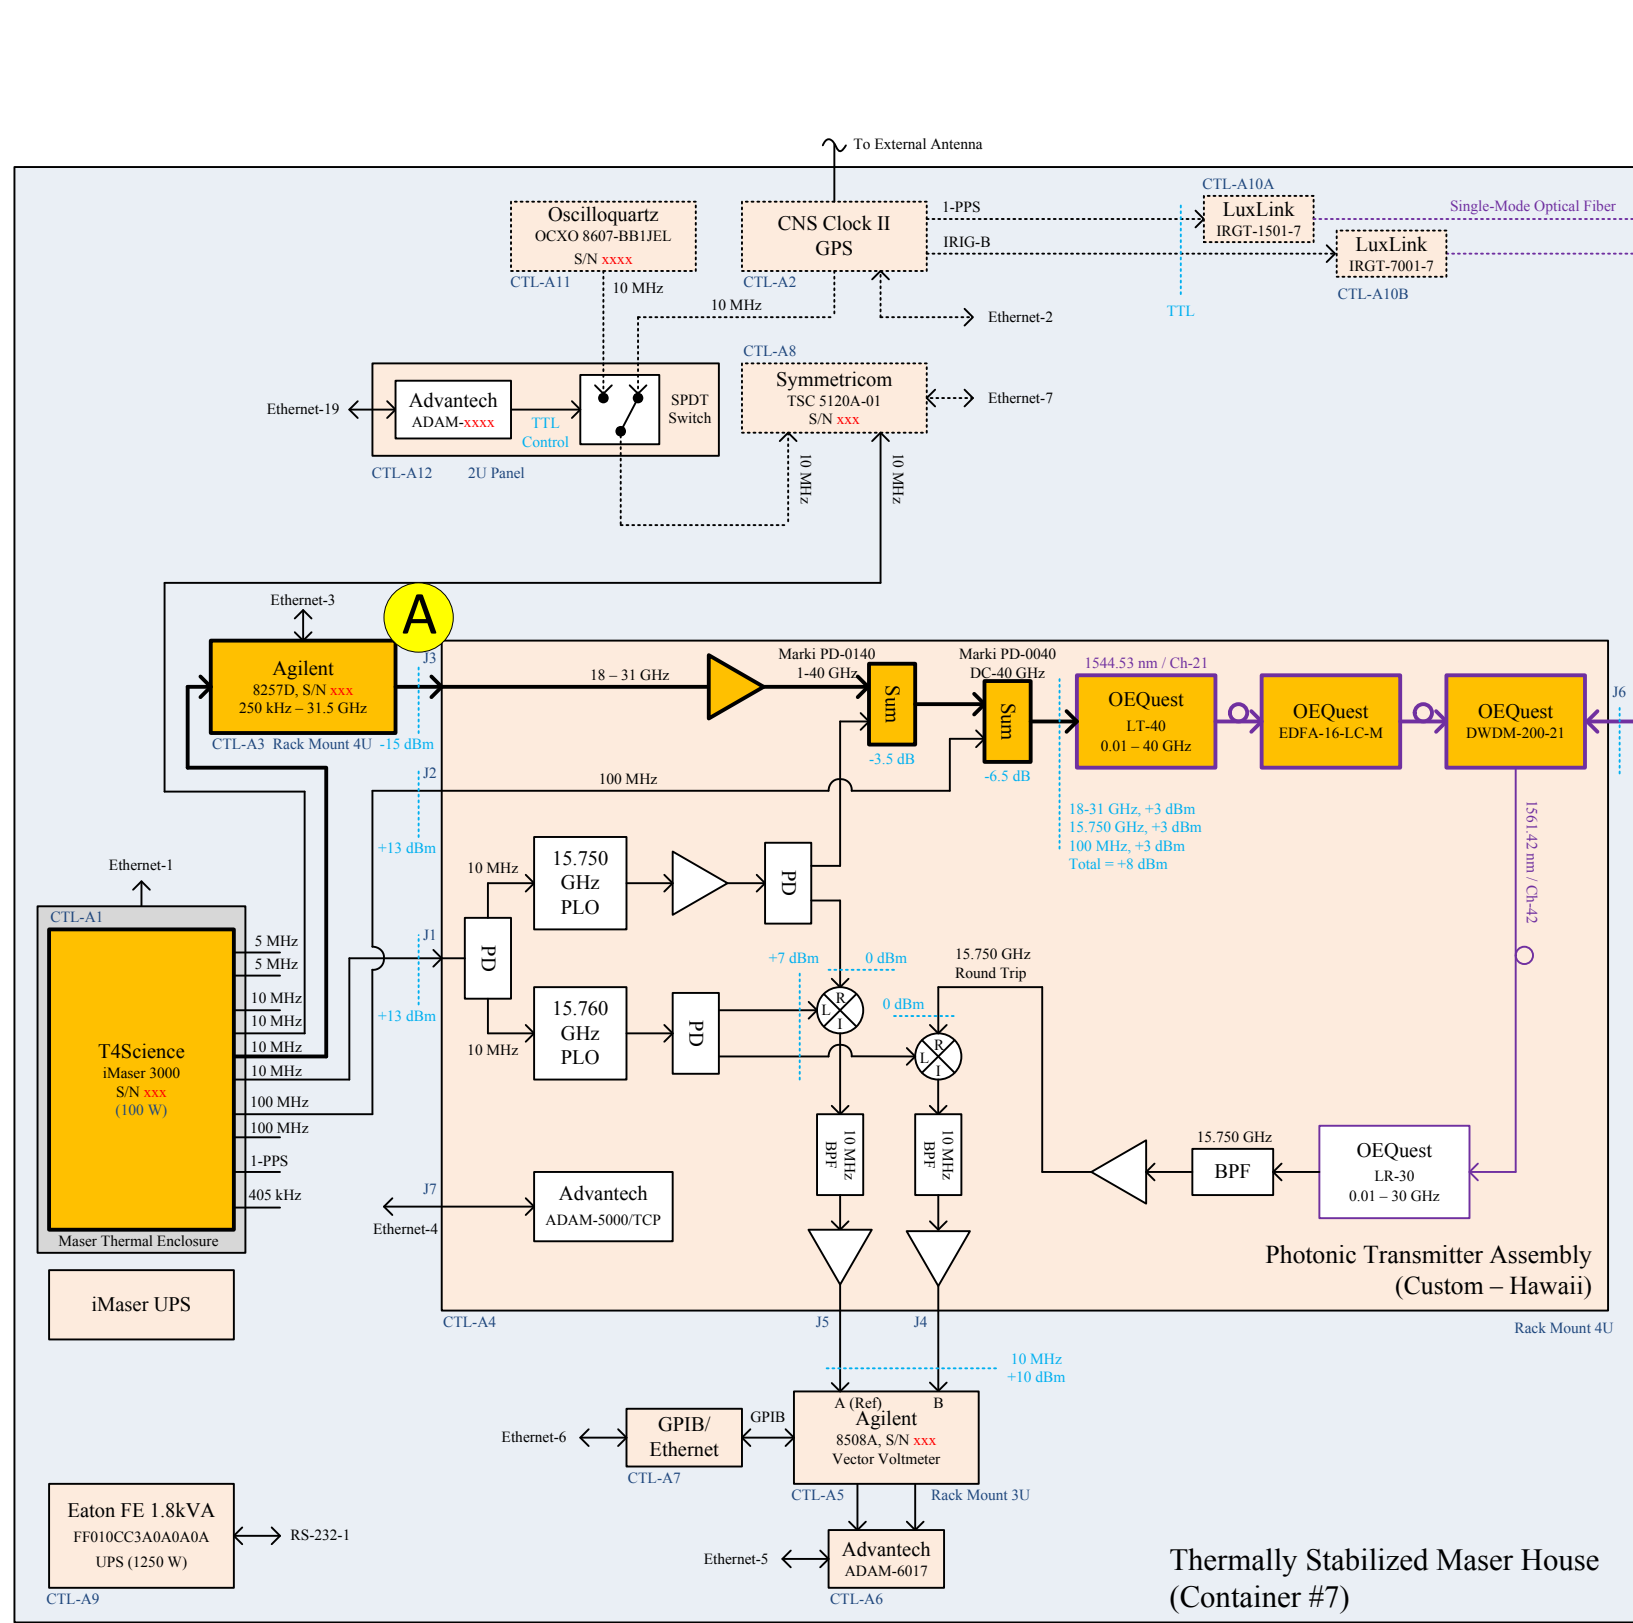 To External Antenna
CTL-A10A
LuxLink
IRGT-1501-7
Single-Mode Optical Fiber
1-PPS
IRIG-B
LuxLink
IRGT-7001-7
CTL-A10B
TTL
Oscilloquartz
OCXO 8607-BB1JEL
S/N xxxx
CTL-A11
10 MHz
CNS Clock II
GPS
CTL-A2
10 MHz
Ethernet-2
CTL-A8
Symmetricom
TSC 5120A-01
S/N xxx
Ethernet-7
Ethernet-19
Advantech
ADAM-xxxx
TTL
Control
SPDT
Switch
CTL-A12
2U Panel
10 MHz
10 MHz
Ethernet-3
A
Agilent
8257D, S/N xxx
250 kHz – 31.5 GHz
CTL-A3 Rack Mount 4U
-15 dBm
J3
18 – 31 GHz
Marki PD-0140
1-40 GHz
Sum
-3.5 dB
Marki PD-0040
DC-40 GHz
Sum
-6.5 dB
1544.53 nm / Ch-21
OEQuest
LT-40
0.01 – 40 GHz
OEQuest
EDFA-16-LC-M
OEQuest
DWDM-200-21
J6
J2
100 MHz
+13 dBm
18-31 GHz, +3 dBm
15.750 GHz, +3 dBm
100 MHz, +3 dBm
Total = +8 dBm
1561.42 nm / Ch-42
Ethernet-1
CTL-A1
T4Science
iMaser 3000
S/N xxx
(100 W)
Maser Thermal Enclosure
5 MHz
5 MHz
10 MHz
10 MHz
10 MHz
10 MHz
100 MHz
100 MHz
1-PPS
405 kHz
J1
+13 dBm
PD
10 MHz
15.750
GHz
PLO
PD
10 MHz
15.760
GHz
PLO
PD
+7 dBm
0 dBm
R
L
I
0 dBm
R
L
I
15.750 GHz
Round Trip
10 MHz
BPF
10 MHz
BPF
15.750 GHz
BPF
OEQuest
LR-30
0.01 – 30 GHz
J7
Ethernet-4
Advantech
ADAM-5000/TCP
Photonic Transmitter Assembly
(Custom – Hawaii)
CTL-A4
J5
J4
Rack Mount 4U
iMaser UPS
10 MHz
+10 dBm
A (Ref)
B
Agilent
8508A, S/N xxx
Vector Voltmeter
CTL-A5
Rack Mount 3U
GPIB
GPIB/
Ethernet
CTL-A7
Ethernet-6
Advantech
ADAM-6017
CTL-A6
Ethernet-5
Eaton FE 1.8kVA
FF010CC3A0A0A0A
UPS (1250 W)
CTL-A9
RS-232-1
Thermally Stabilized Maser House
(Container #7)